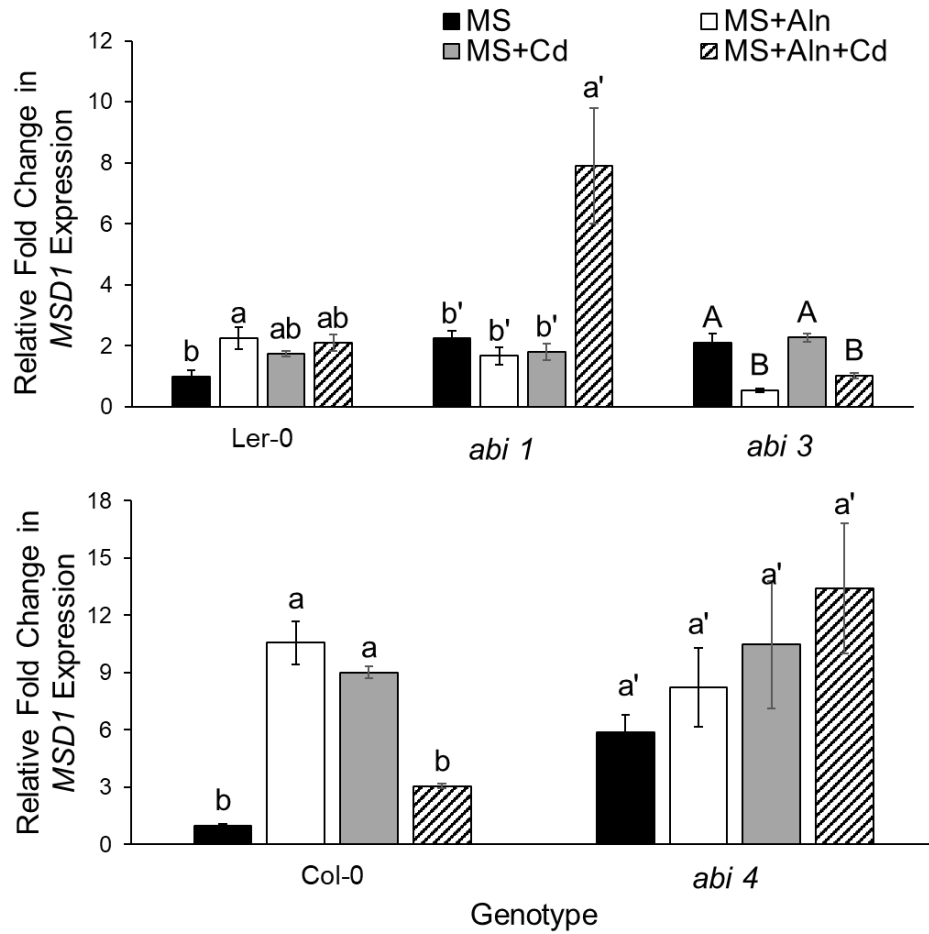 MS
MS+Aln
MS+Cd
MS+Aln+Cd
Relative Fold Change in
MSD1 Expression
12
10
8
6
4
2
0
b
a
ab
ab
b'
b'
b'
a'
A
B
A
B
Ler-0
abi 1
abi 3
Relative Fold Change in
MSD1 Expression
18
15
12
9
6
3
0
b
a
a
b
a'
a'
a'
a'
Col-0
abi 4
Genotype